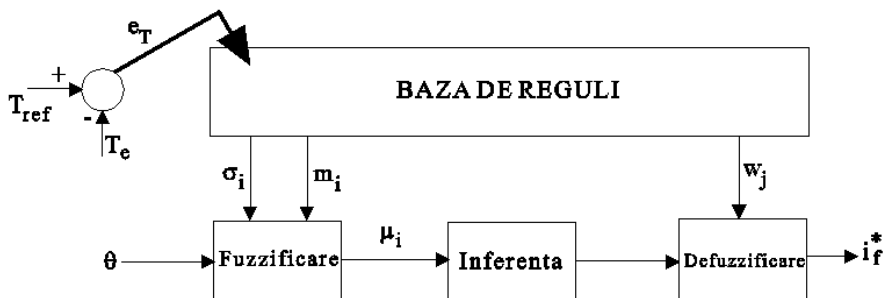 e_T
+
T_ref
-
T_e
BAZA DE REGULI
σ_i
m_i
w_j
θ
Fuzzificare
μ_i
Inferenta
Defuzzificare
i_f^*